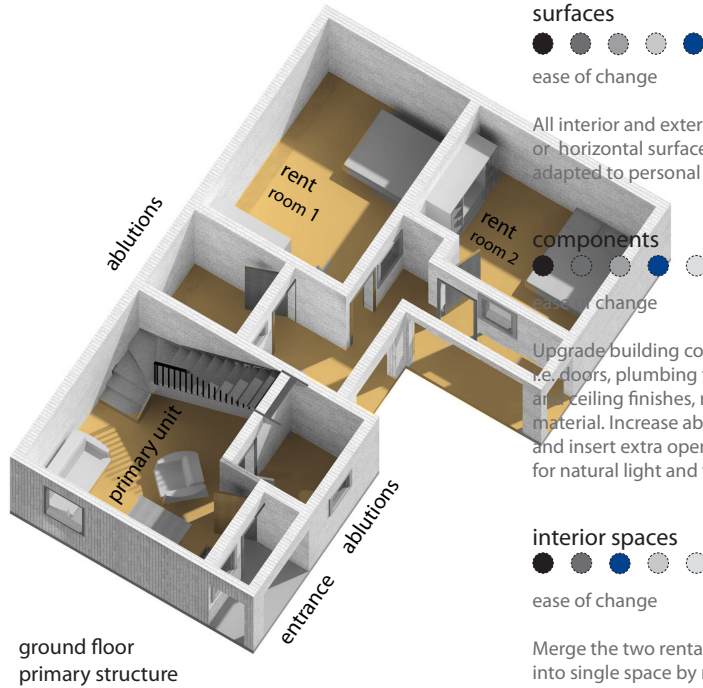 surfaces
ease of change
All interior and exter
or horizontal surface
adapted to personal
components
ease of change
Upgrade building co
i.e. doors, plumbing
and ceiling finishes,
material. Increase ab
and insert extra oper
for natural light and
interior spaces
ease of change
Merge the two renta
into single space by
ablutions
rent
room 1
rent
room 2
primary unit
ablutions
entrance
ground floor
primary structure